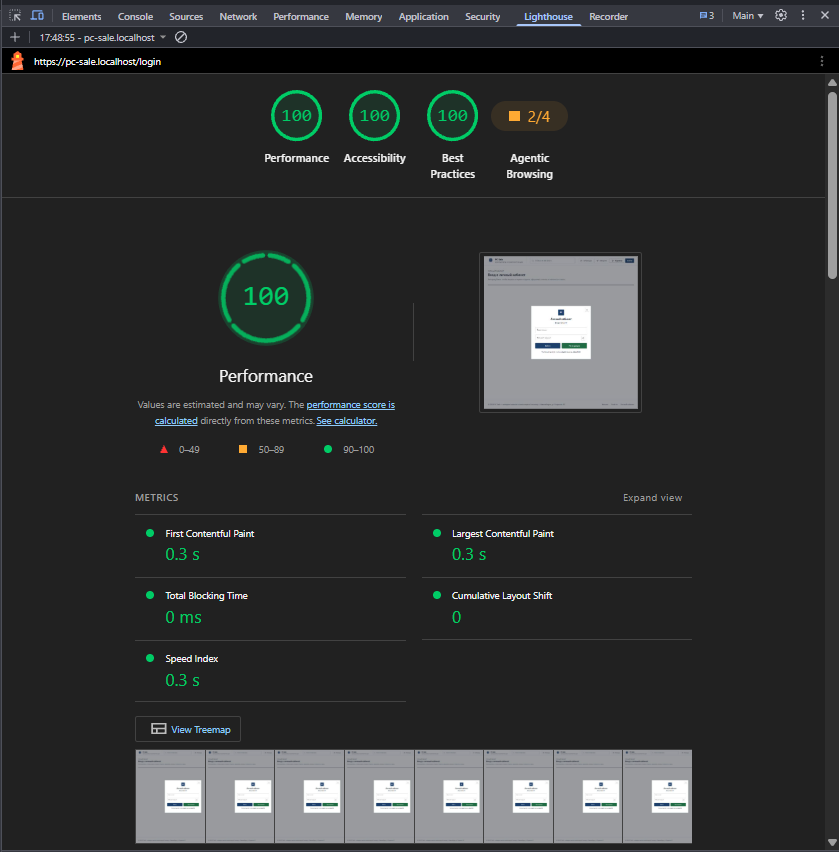 Elements Console Sources Network Performance Memory Application Security Lighthouse Recorder 3 Main
17:48:55 - pc-sale.localhost
https://pc-sale.localhost/login
100 100 100 2/4
Performance Accessibility Best Practices Agentic Browsing
100
Performance
Values are estimated and may vary. The performance score is
calculated directly from these metrics. See calculator.
0–49 50–89 90–100
METRICS Expand view
First Contentful Paint
0.3 s
Largest Contentful Paint
0.3 s
Total Blocking Time
0 ms
Cumulative Layout Shift
0
Speed Index
0.3 s
View Treemap